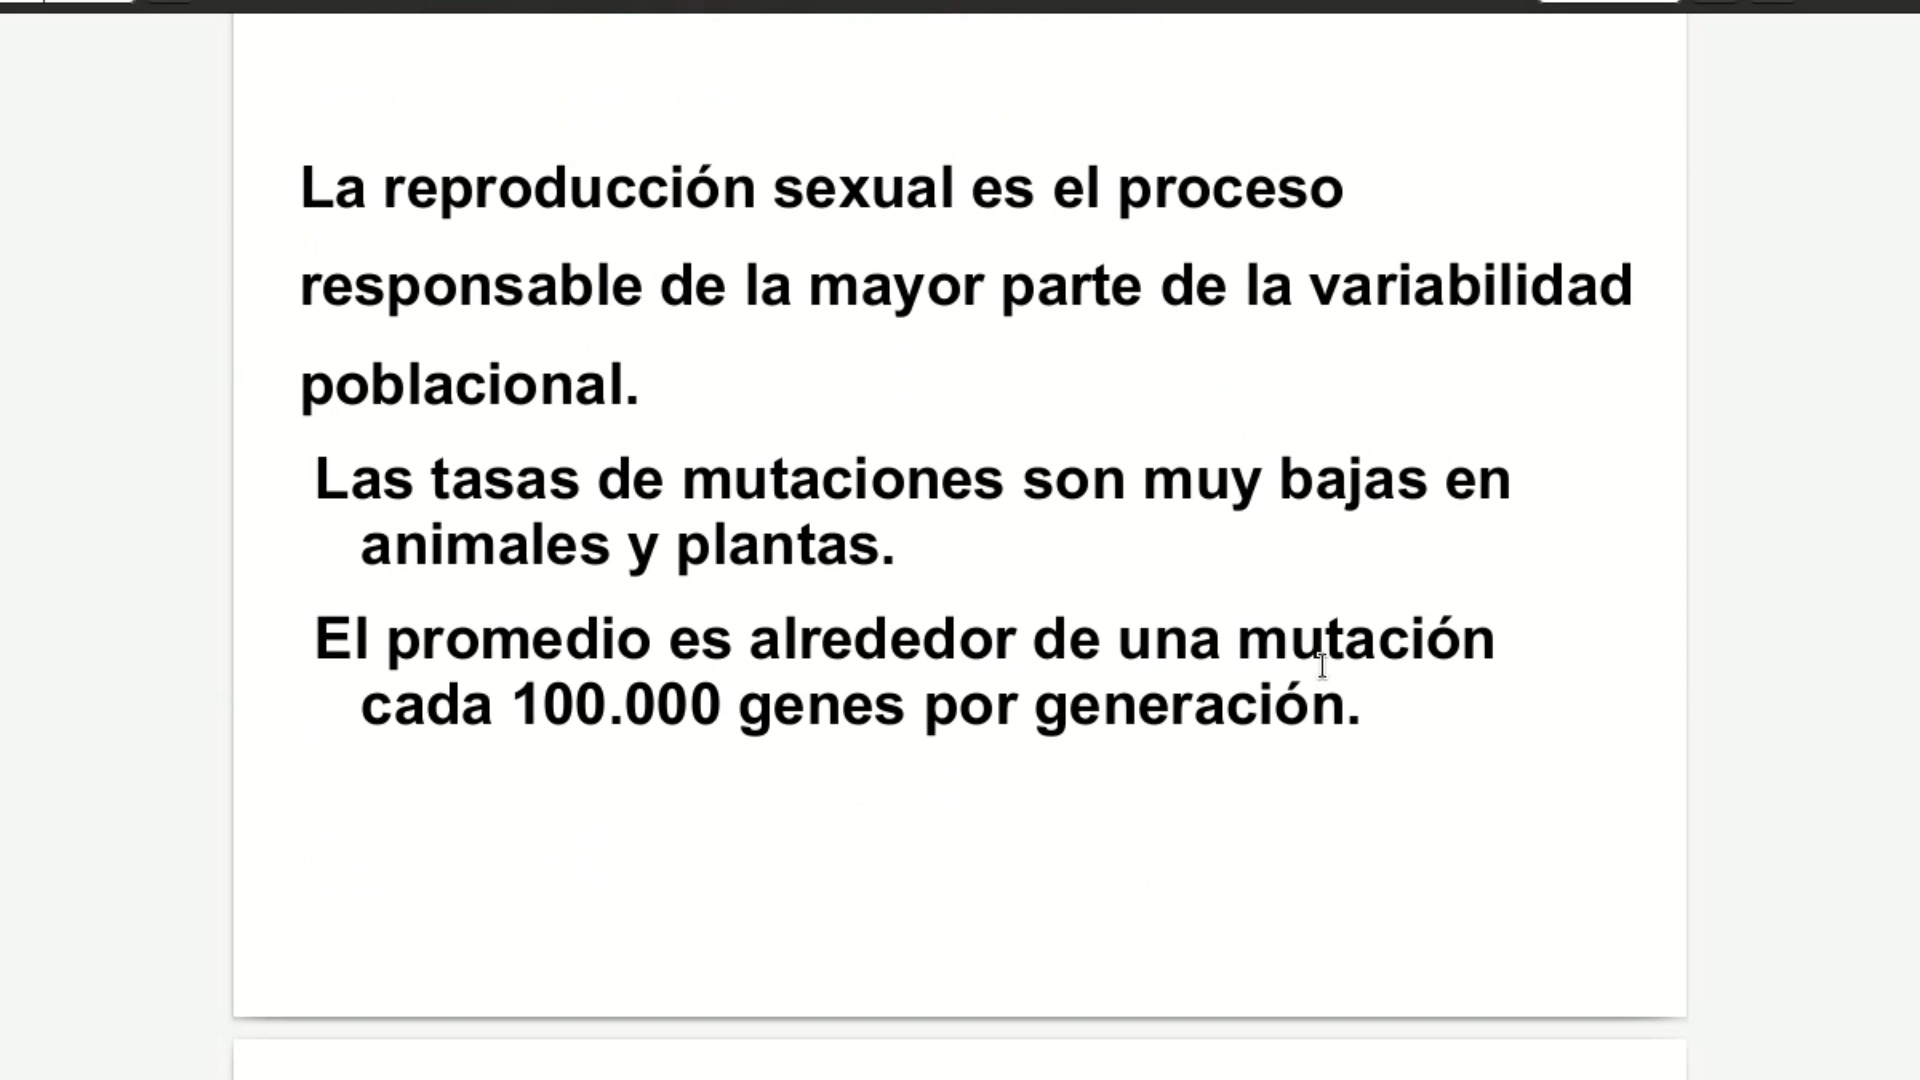 La reproducción sexual es el proceso
responsable de la mayor parte de la variabilidad
poblacional.
Las tasas de mutaciones son muy bajas en
animales y plantas.
El promedio es alrededor de una mutación
cada 100.000 genes por generación.